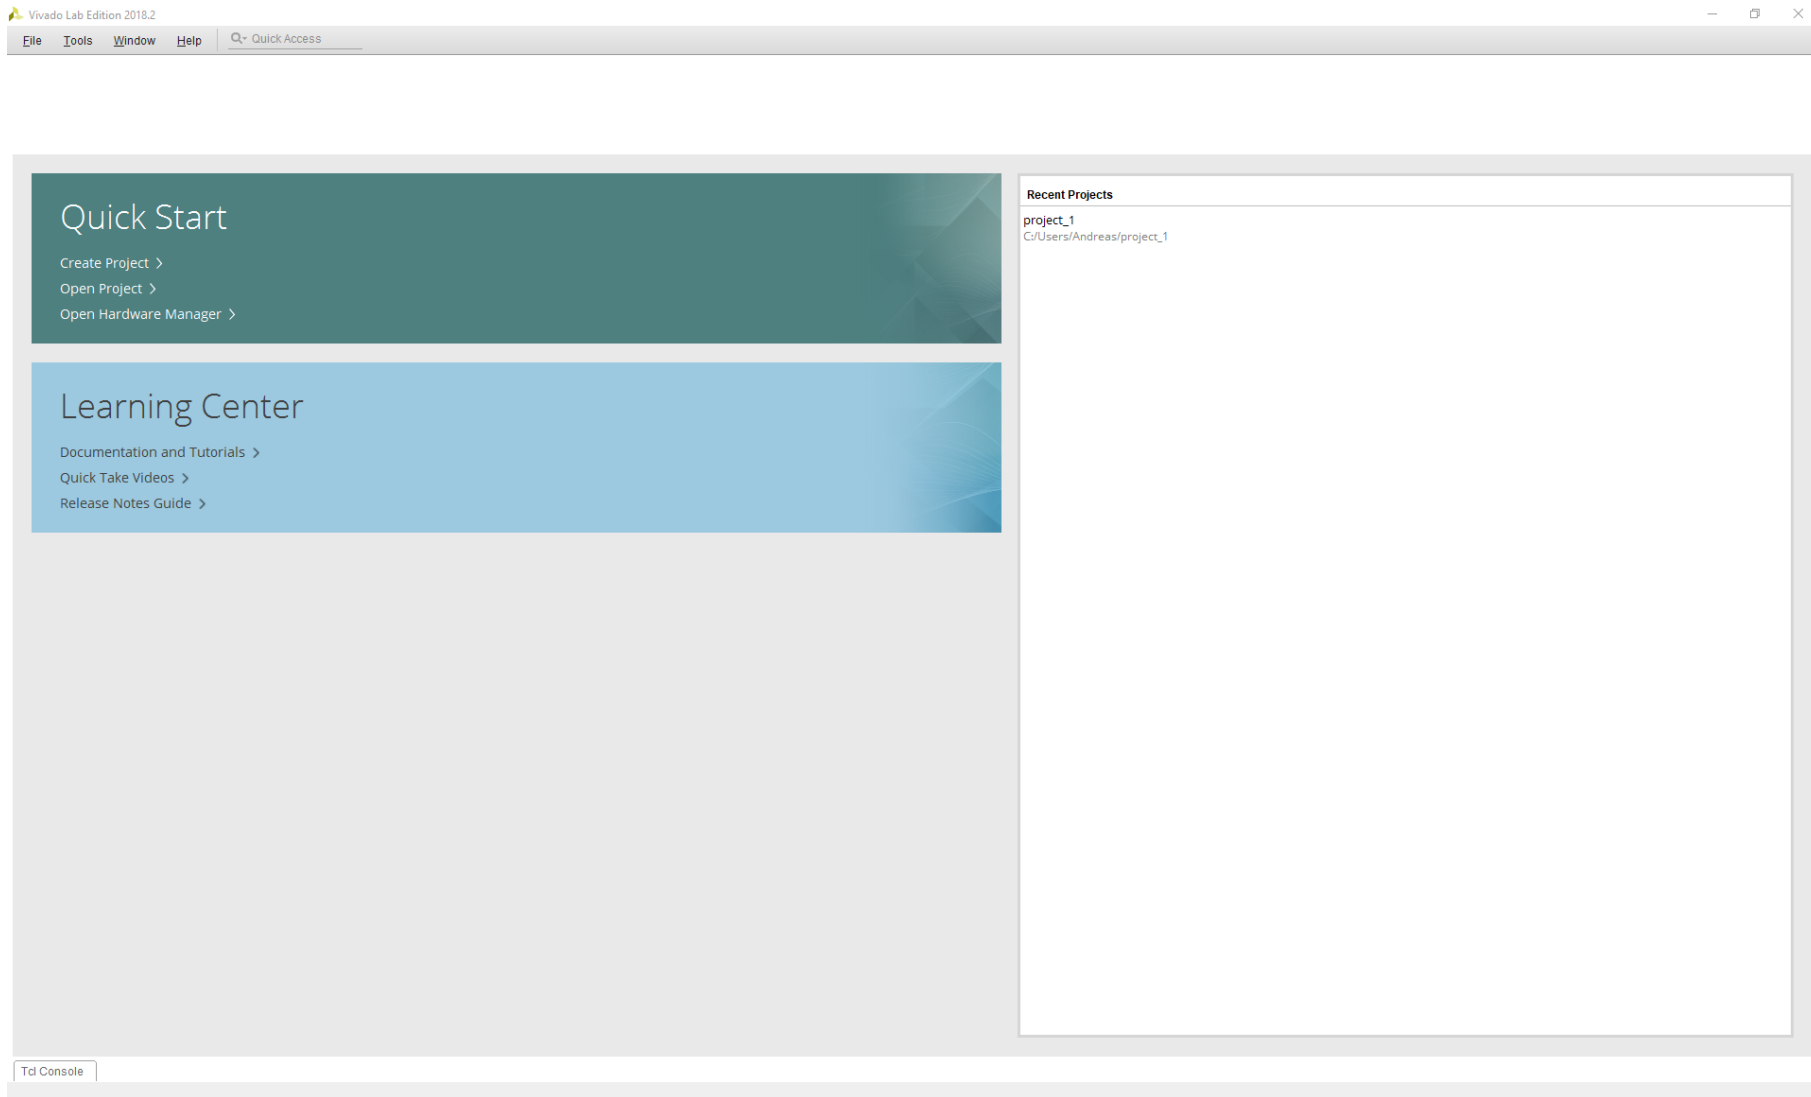 Vivado Lab Edition 2018.2
File Tools Window Help Quick Access
Quick Start
Create Project
Open Project
Open Hardware Manager
Learning Center
Documentation and Tutorials
Quick Take Videos
Release Notes Guide
Recent Projects
project_1
C:/Users/Andreas/project_1
Tcl Console